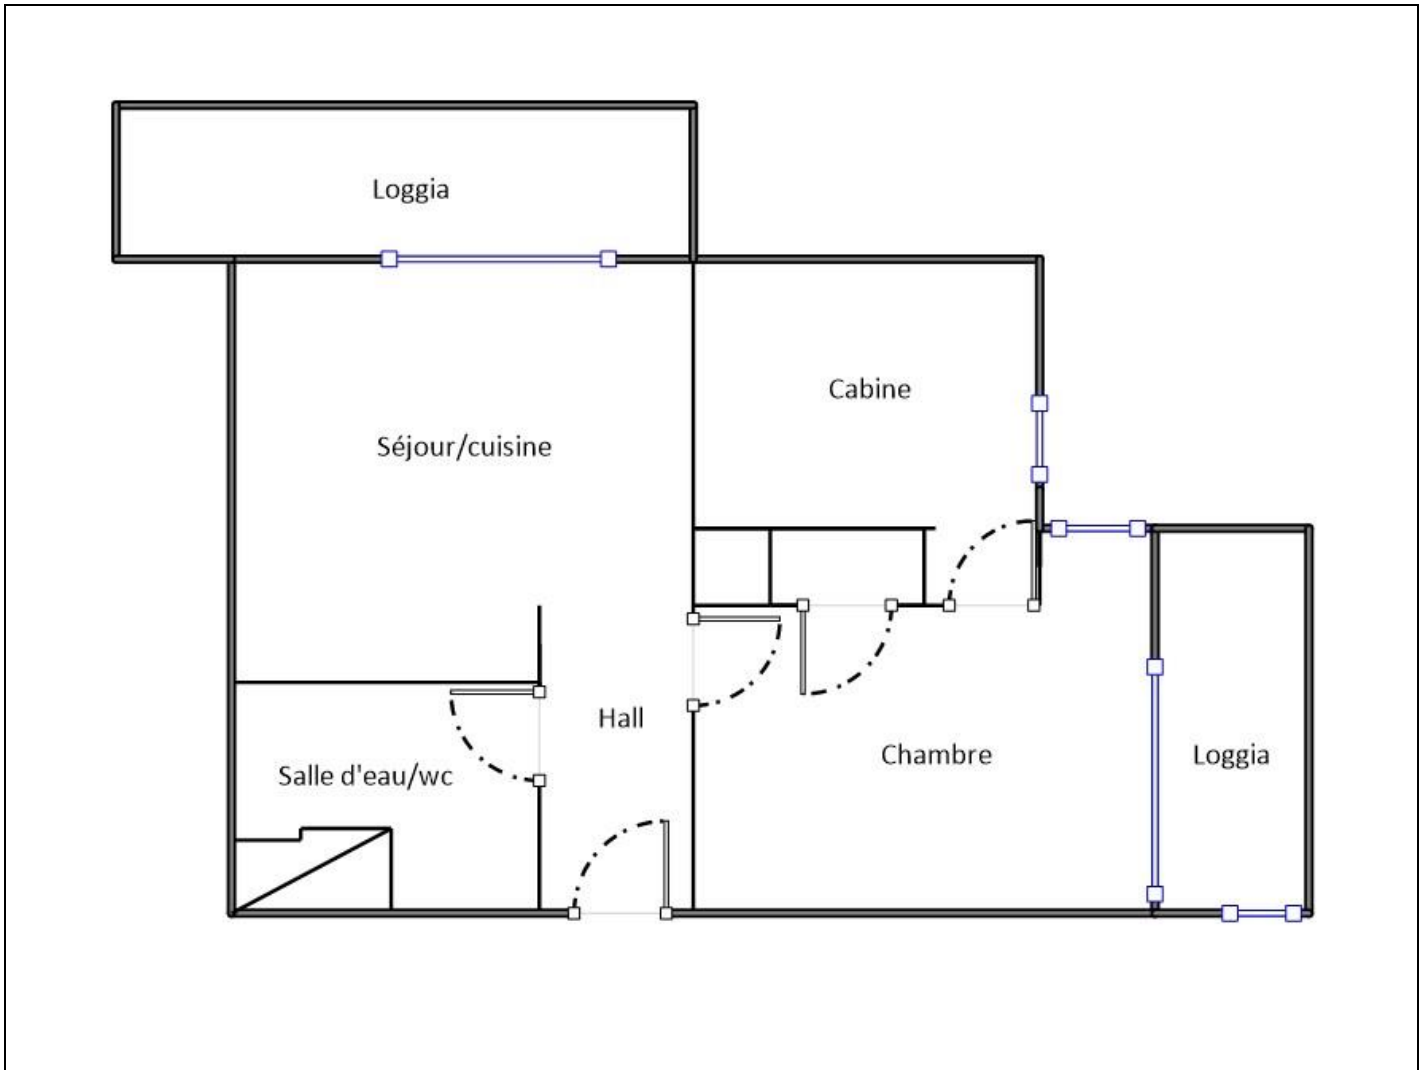 Loggia
Cabine
Séjour/cuisine
Hall
Chambre
Loggia
Salle d'eau/wc